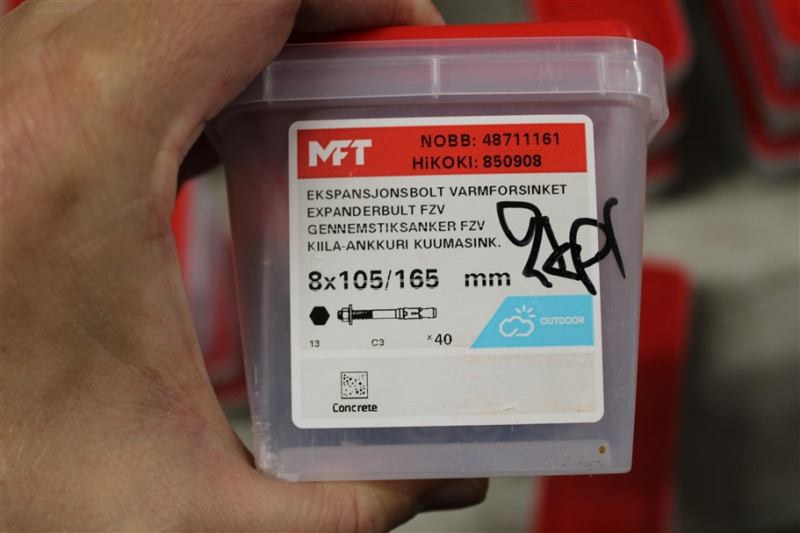 MFT
NOBB: 48711161
HiKOKI: 850908
EKSPANSJONSBOLT VARMFORSINKET
EXPANDERBULT FZV
GENNEMSTIKSANKER FZV
KIILA-ANKKURI KUUMASINK.
8x105/165 mm
OUTDOOR
13 C3 x40
Concrete